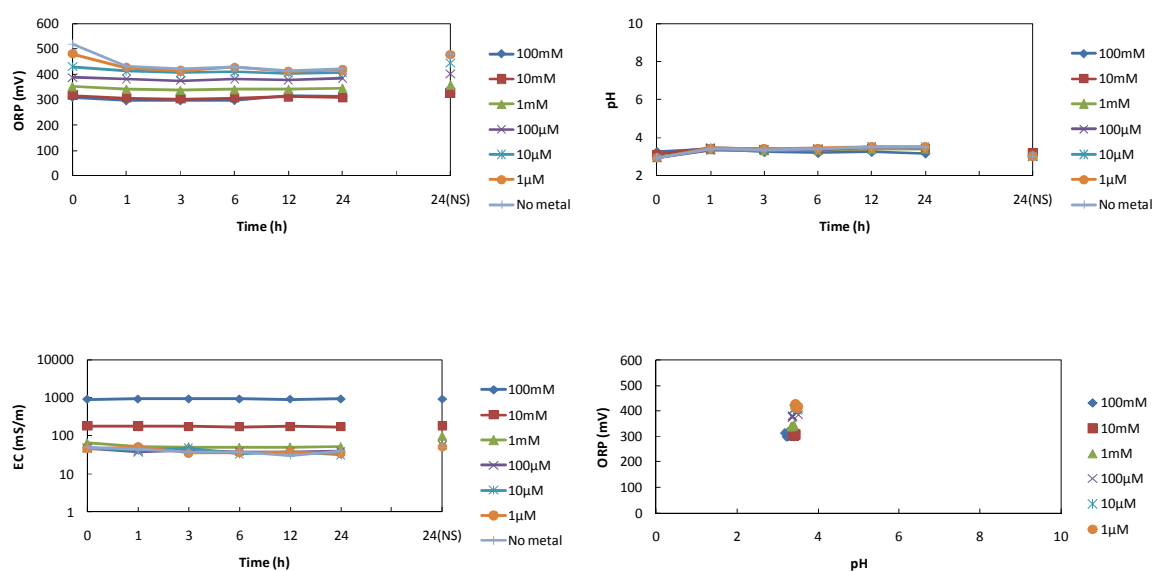 600
500
400
300
200
100
0
ORP (mV)
0 1 3 6 12 24 24(NS)
Time (h)
100mM
10mM
1mM
100µM
10µM
1µM
No metal
10
8
6
4
2
pH
0 1 3 6 12 24 24(NS)
Time (h)
100mM
10mM
1mM
100µM
10µM
1µM
No metal
10000
1000
100
10
1
EC (mS/m)
0 1 3 6 12 24 24(NS)
Time (h)
100mM
10mM
1mM
100µM
10µM
1µM
No metal
600
500
400
300
200
100
0
ORP (mV)
0 2 4 6 8 10
pH
100mM
10mM
1mM
100µM
10µM
1µM